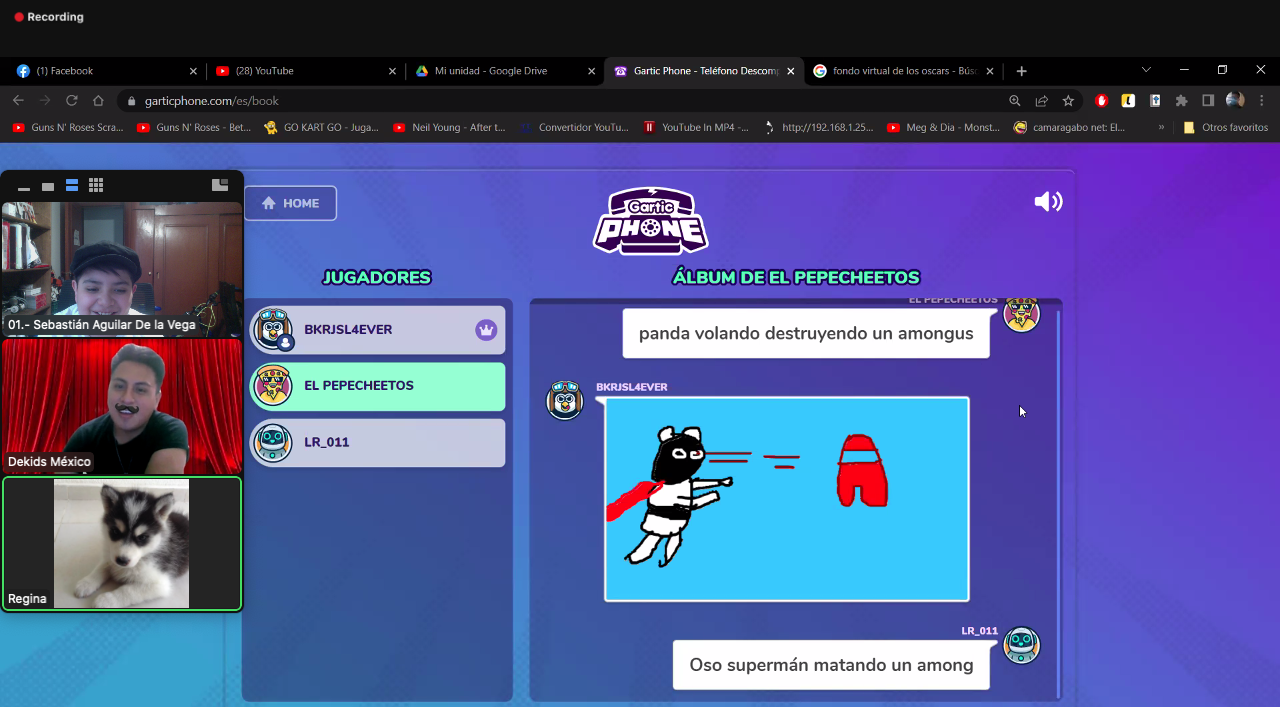 Recording
(1) Facebook
(28) YouTube
Mi unidad - Google Drive
Gartic Phone - Teléfono Descomp
fondo virtual de los oscars - Bús
garticphone.com/es/book
Guns N' Roses Scra...
Guns N' Roses - Bet...
GO KART GO - Juga...
Neil Young - After t...
Convertidor YouTu...
YouTube In MP4 -...
http://192.168.1.25...
Meg & Dia - Monst...
camaragabo net: El...
»
Otros favoritos
HOME
Gartic
PHONE
JUGADORES
ÁLBUM DE EL PEPECHEETOS
BKRJSL4EVER
EL PEPECHEETOS
LR_011
EL PEPECHEETOS
panda volando destruyendo un amongus
BKRJSL4EVER
LR_011
Oso supermán matando un among
01.- Sebastián Aguilar De la Vega
Dekids México
Regina